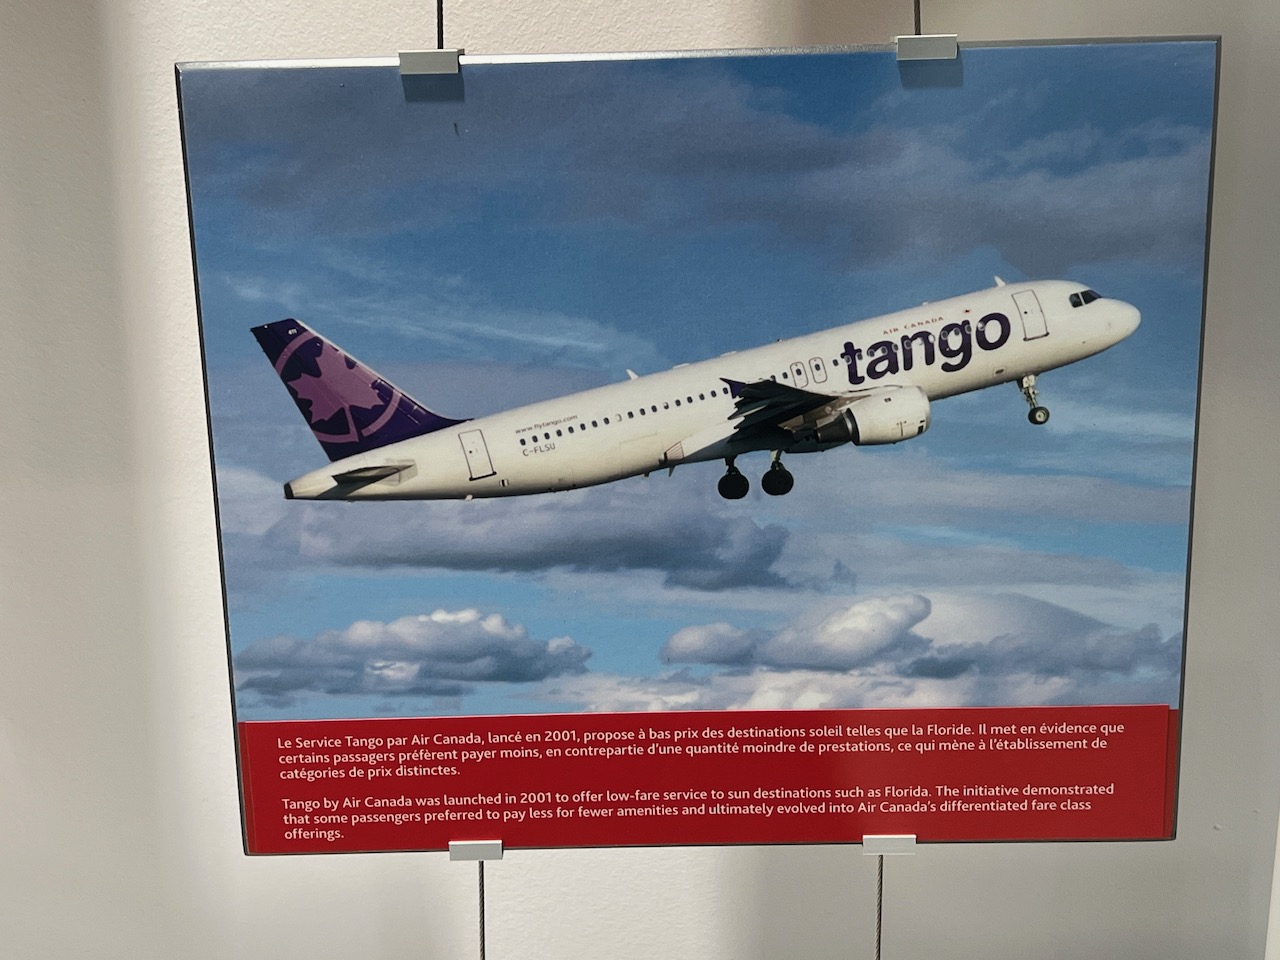 411
AIR CANADA
tango
www.flytango.com
C-FLSU
Le Service Tango par Air Canada, lancé en 2001, propose à bas prix des destinations soleil telles que la Floride. Il met en évidence que
certains passagers préfèrent payer moins, en contrepartie d'une quantité moindre de prestations, ce qui mène à l'établissement de
catégories de prix distinctes.
Tango by Air Canada was launched in 2001 to offer low-fare service to sun destinations such as Florida. The initiative demonstrated
that some passengers preferred to pay less for fewer amenities and ultimately evolved into Air Canada's differentiated fare class
offerings.